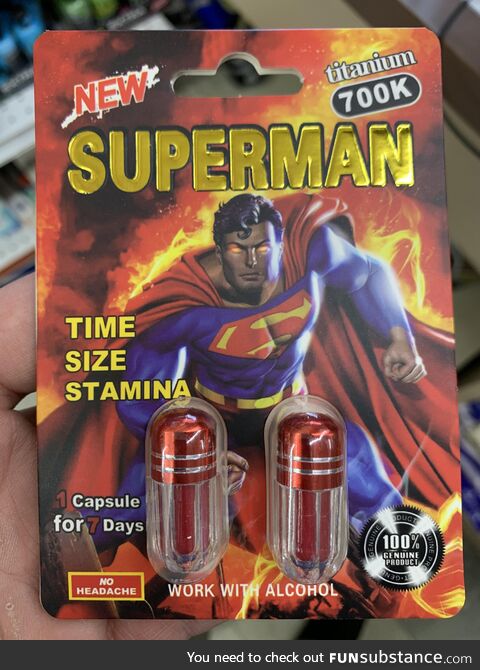 NEW
titanium
700K
SUPERMAN
TIME
SIZE
STAMINA
1 Capsule
for 7 Days
100%
GENUINE
PRODUCT
NO
HEADACHE
WORK WITH ALCOHOL
You need to check out FUNsubstance.com